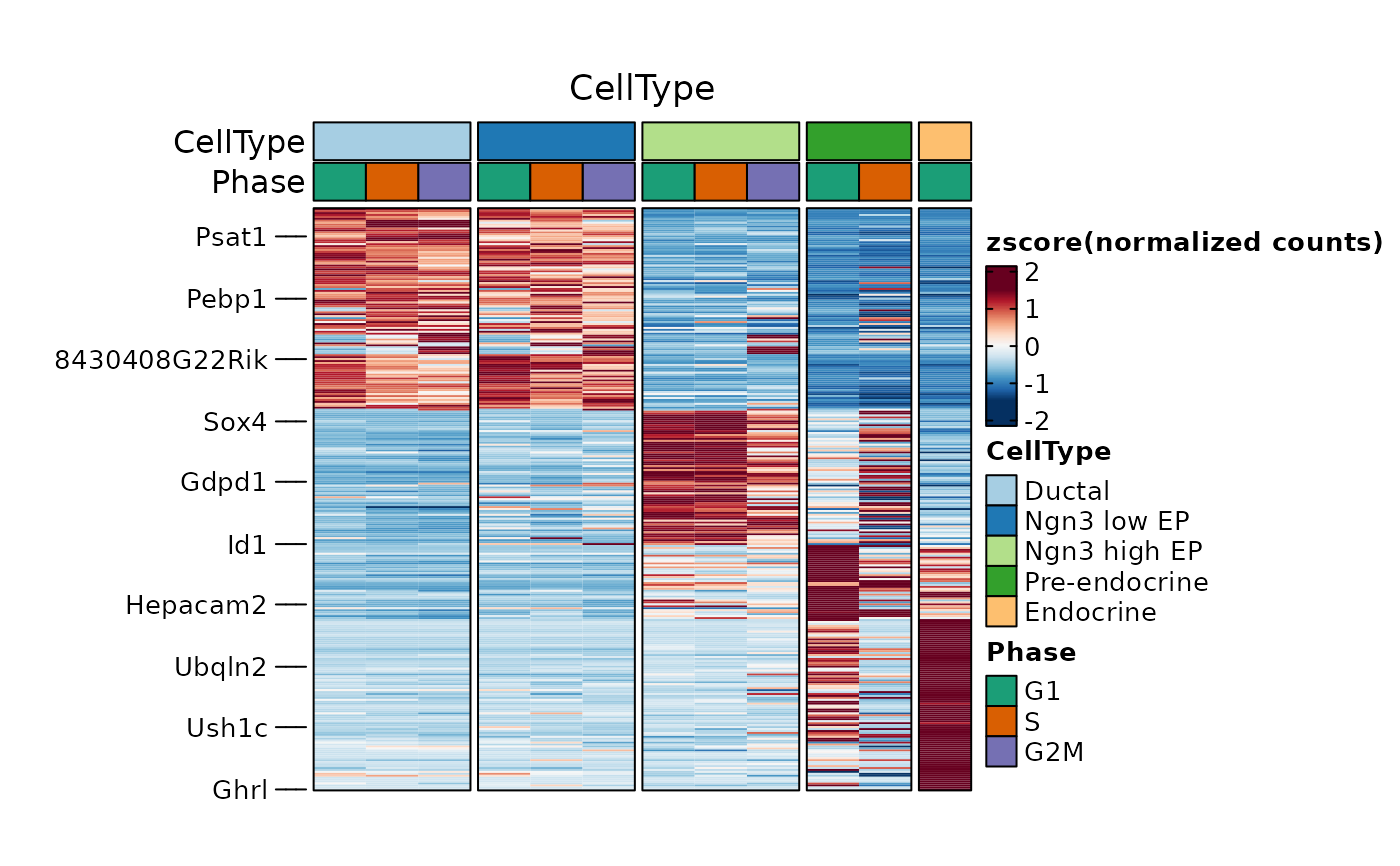 CellType
CellType
Phase
Psat1
Pebp1
8430408G22Rik
Sox4
Gdpd1
Id1
Hepacam2
Ubqln2
Ush1c
Ghrl
zscore(normalized counts)
2
1
0
-1
-2
CellType
Ductal
Ngn3 low EP
Ngn3 high EP
Pre-endocrine
Endocrine
Phase
G1
S
G2M